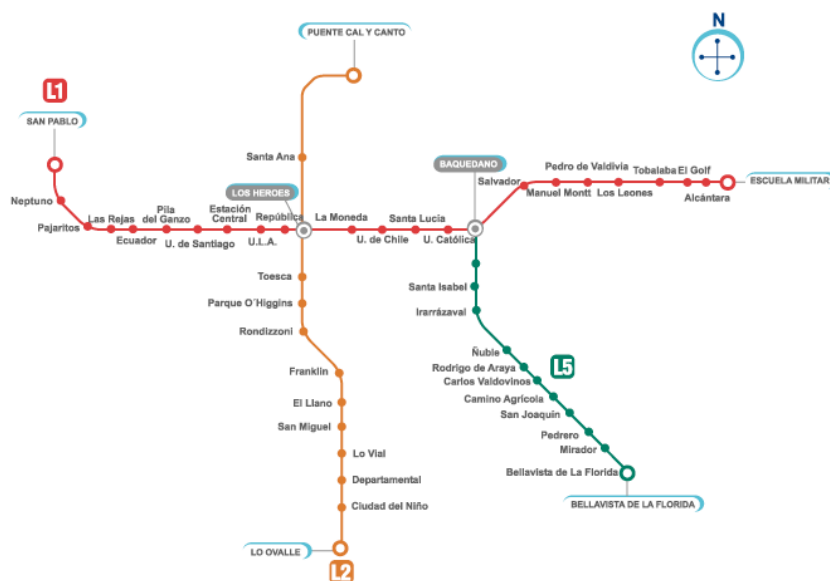 PUENTE CAL Y CANTO
N
L1
SAN PABLO
Santa Ana
BAQUEDANO
Pedro de Valdivia
Tobalaba
El Golf
LOS HEROES
Salvador
ESCUELA MILITAR
Manuel Montt
Los Leones
Alcántara
Neptuno
Pajaritos
Las Rejas
Pila
del Ganzo
Estación
Central
República
La Moneda
Santa Lucía
Ecuador
U. de Santiago
U.L.A.
U. de Chile
U. Católica
Toesca
Santa Isabel
Parque O´Higgins
Irarrázaval
Rondizzoni
Ñuble
Rodrigo de Araya
L5
Franklin
Carlos Valdovinos
El Llano
Camino Agrícola
San Joaquín
San Miguel
Pedrero
Lo Vial
Mirador
Departamental
Bellavista de La Florida
Ciudad del Niño
BELLAVISTA DE LA FLORIDA
LO OVALLE
L2